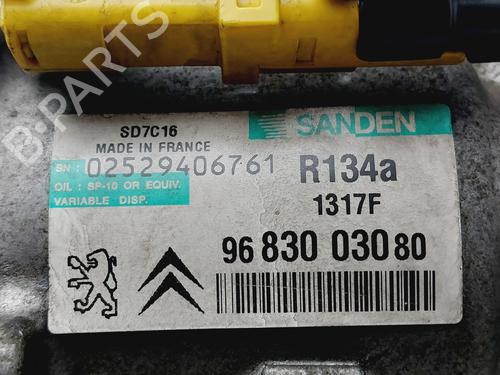 B-PARTS
SD7C16
MADE IN FRANCE
SANDEN
SN: 02529406761
R134a
OIL: SP-10 OR EQUIV.
VARIABLE DISP.
1317F
96 830 030 80